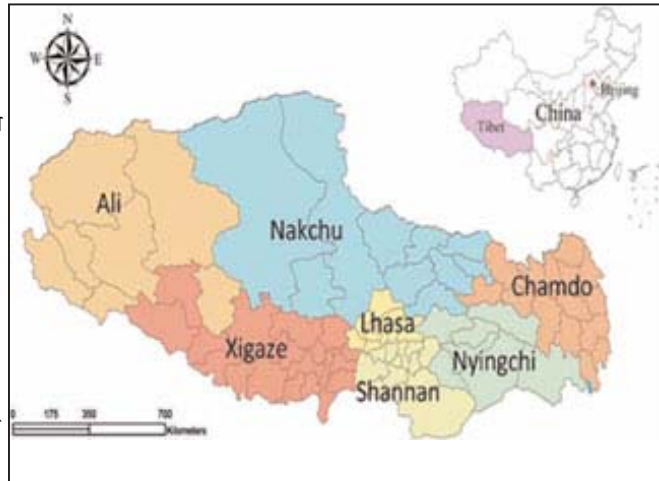 N
W E
S
Beijing
China
Tibet
Ali
Nakchu
Chamdo
Lhasa
Xigaze
Nyingchi
Shannan
0 175 350 700
Kilometers